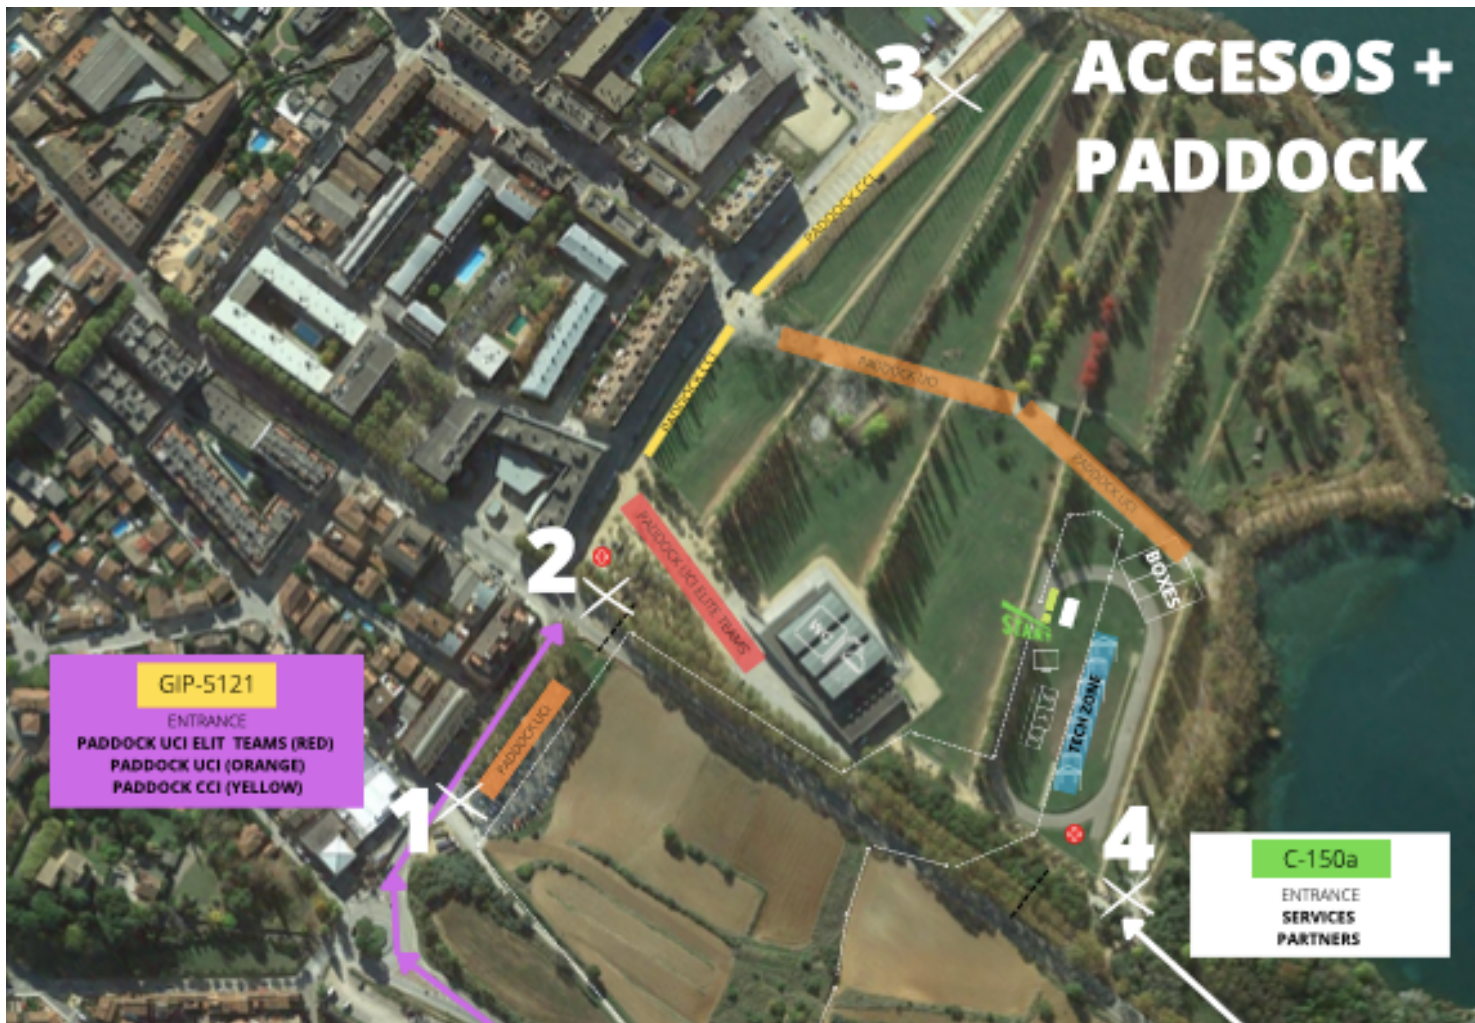 ACCESOS +
PADDOCK
3
PADDOCK CCI
PADDOCK CCI
PADDOCK UCI
PADDOCK UCI
BOXES
2
PADDOCK UCI ELITE TEAMS
TECH ZONE
PADDOCK UCI
1
4
GIP-5121
ENTRANCE
PADDOCK UCI ELIT TEAMS (RED)
PADDOCK UCI (ORANGE)
PADDOCK CCI (YELLOW)
C-150a
ENTRANCE
SERVICES
PARTNERS